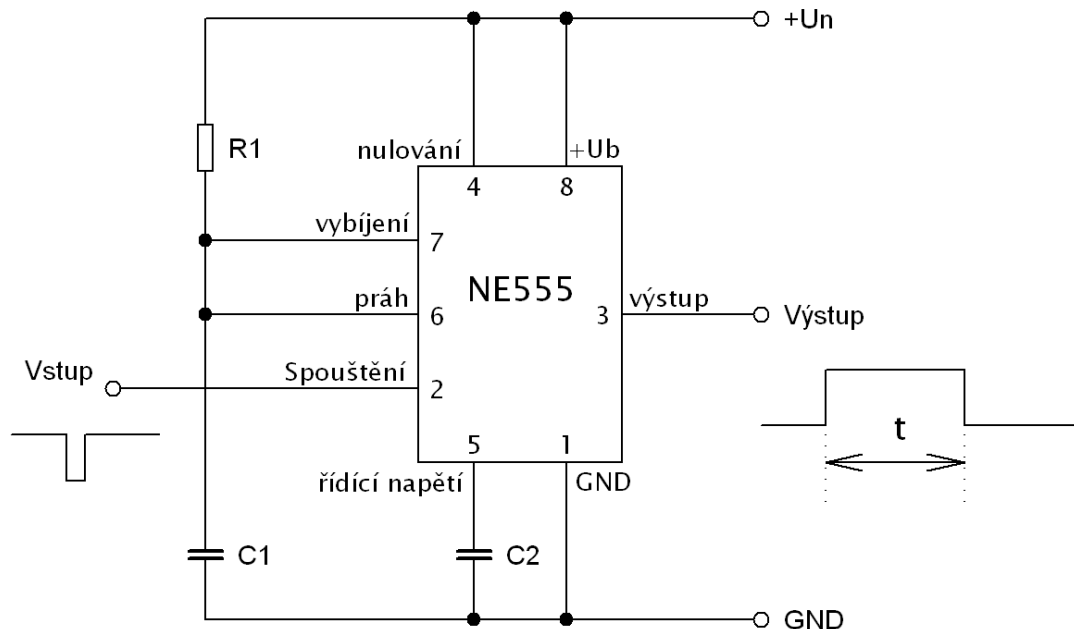 +Un
R1
nulování
+Ub
4
8
vybíjení
7
NE555
práh
6
3
výstup
Výstup
Vstup
Spouštění
2
t
5
1
řídící napětí
GND
C1
C2
GND